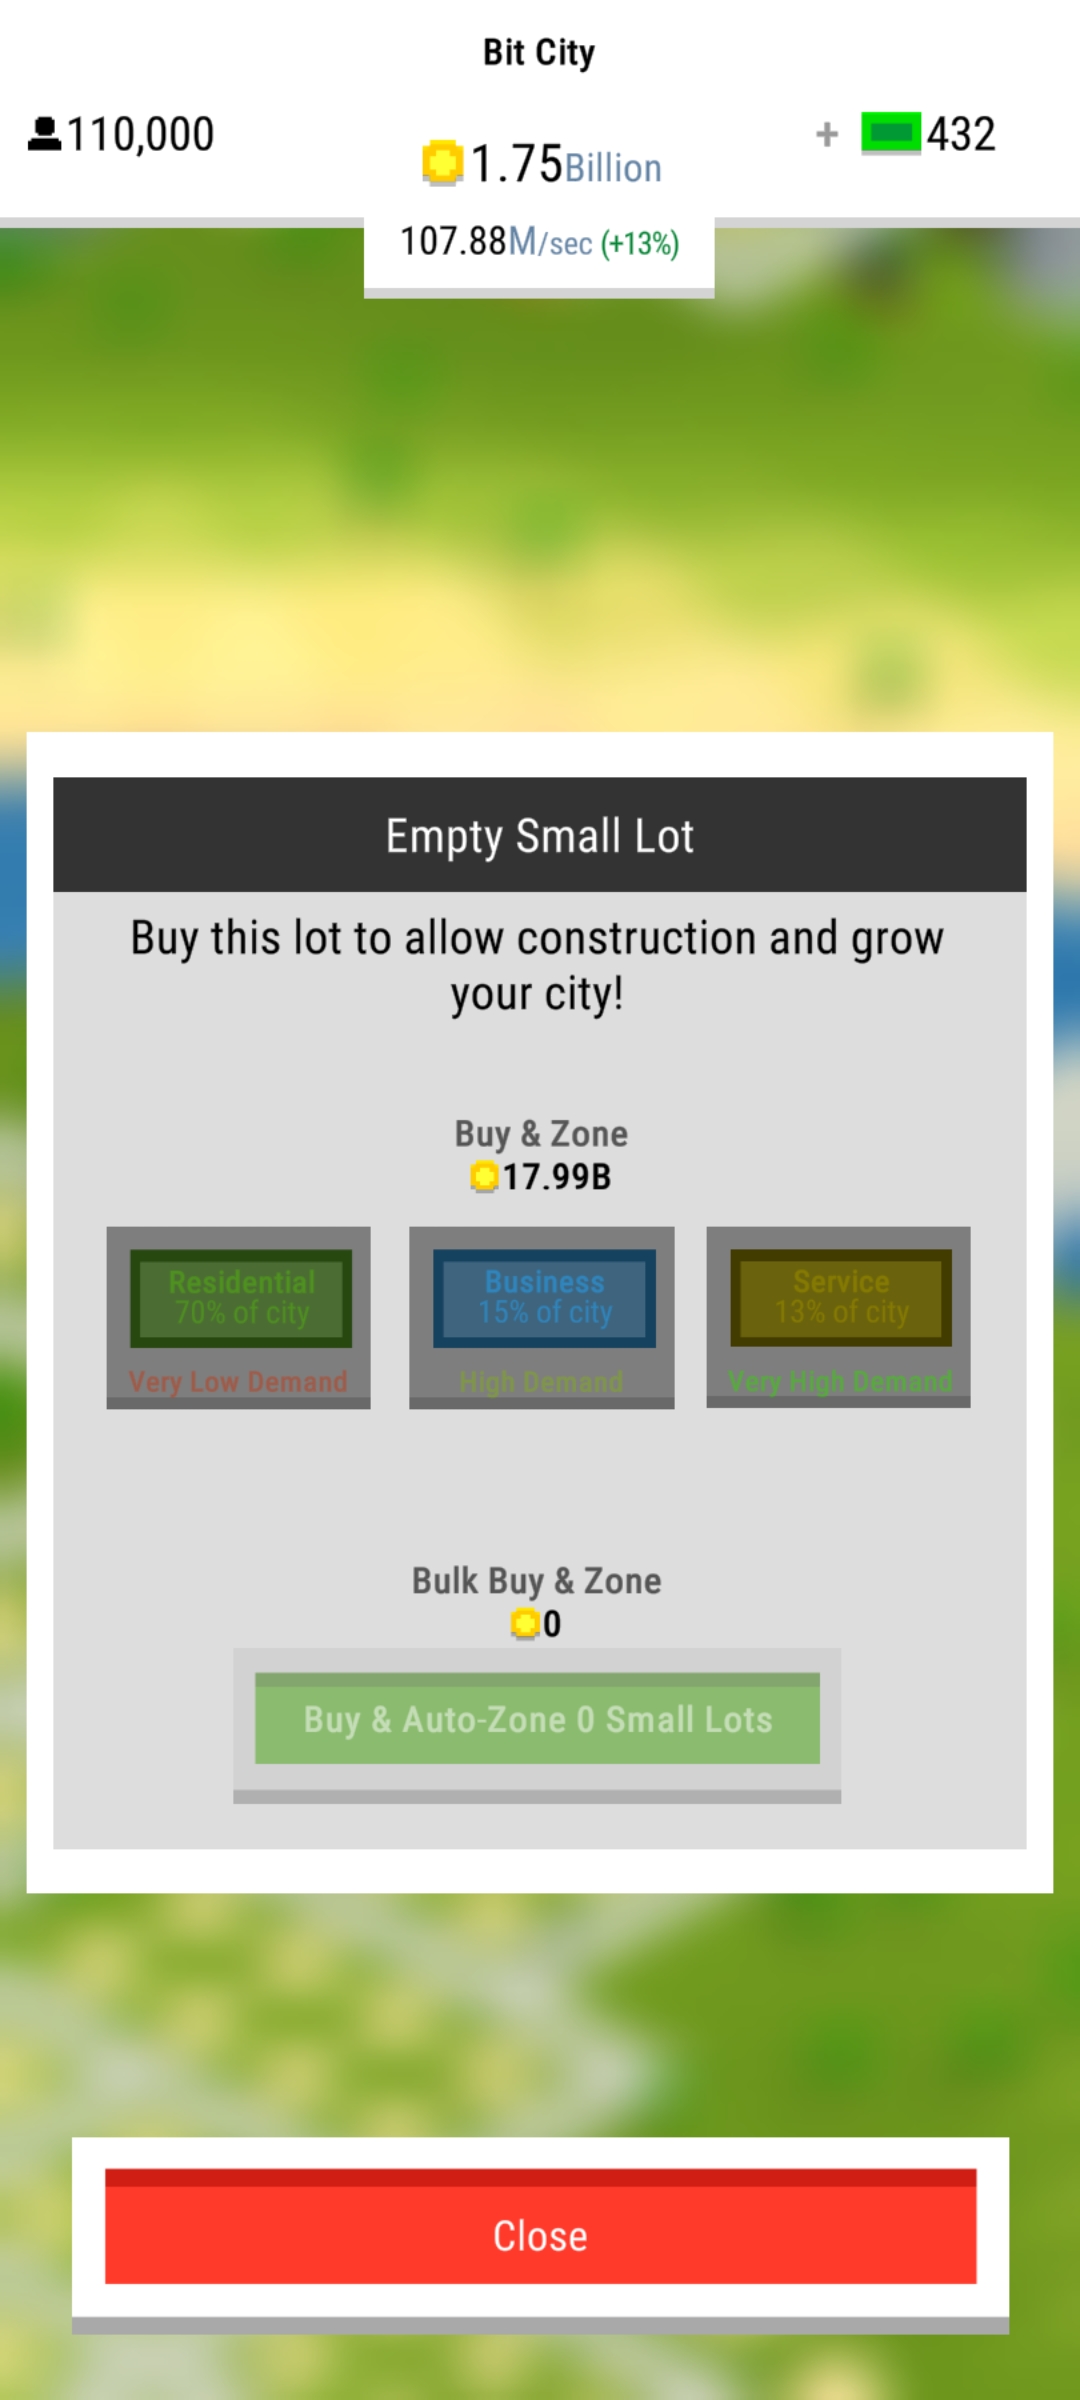 Bit City
110,000
1.75Billion
+ 432
107.88M/sec (+13%)
Empty Small Lot
Buy this lot to allow construction and grow
your city!
Buy & Zone
17.99B
Residential
70% of city
Very Low Demand
Business
15% of city
High Demand
Service
13% of city
Very High Demand
Bulk Buy & Zone
0
Buy & Auto-Zone 0 Small Lots
Close